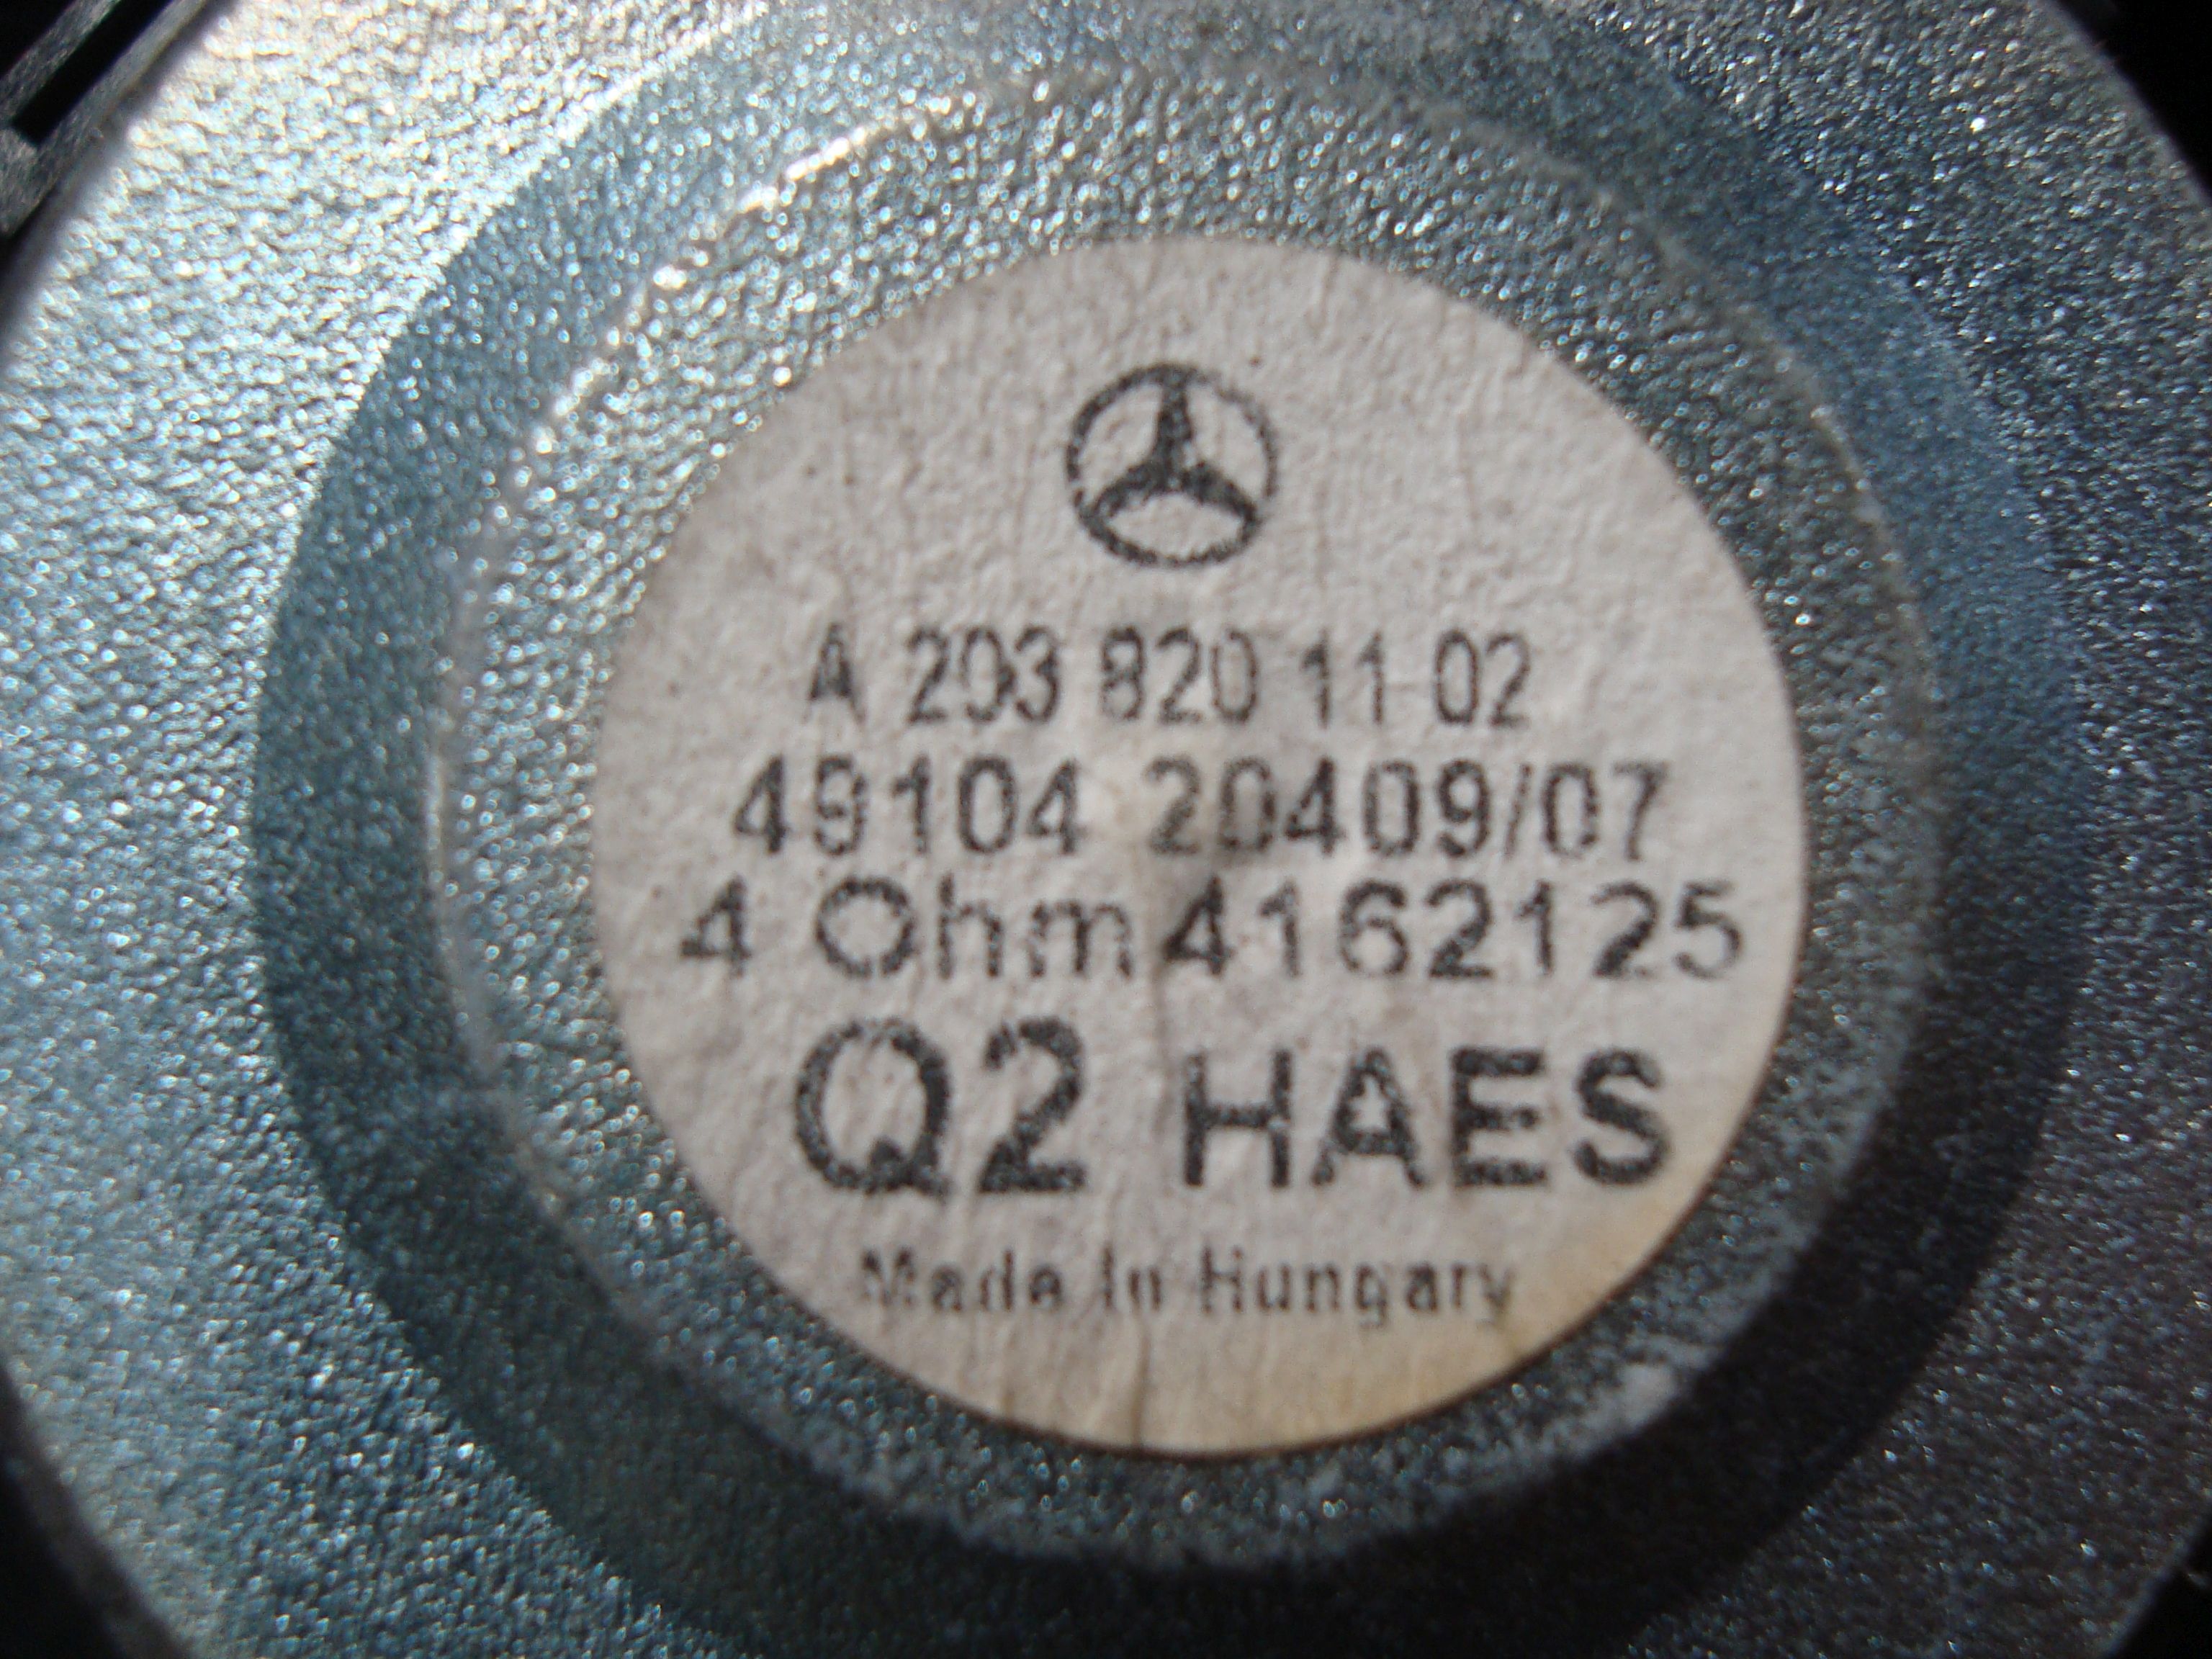 A 203 820 11 02
49104 20409/07
4 Ohm 4162125
Q2 HAES
Made in Hungary